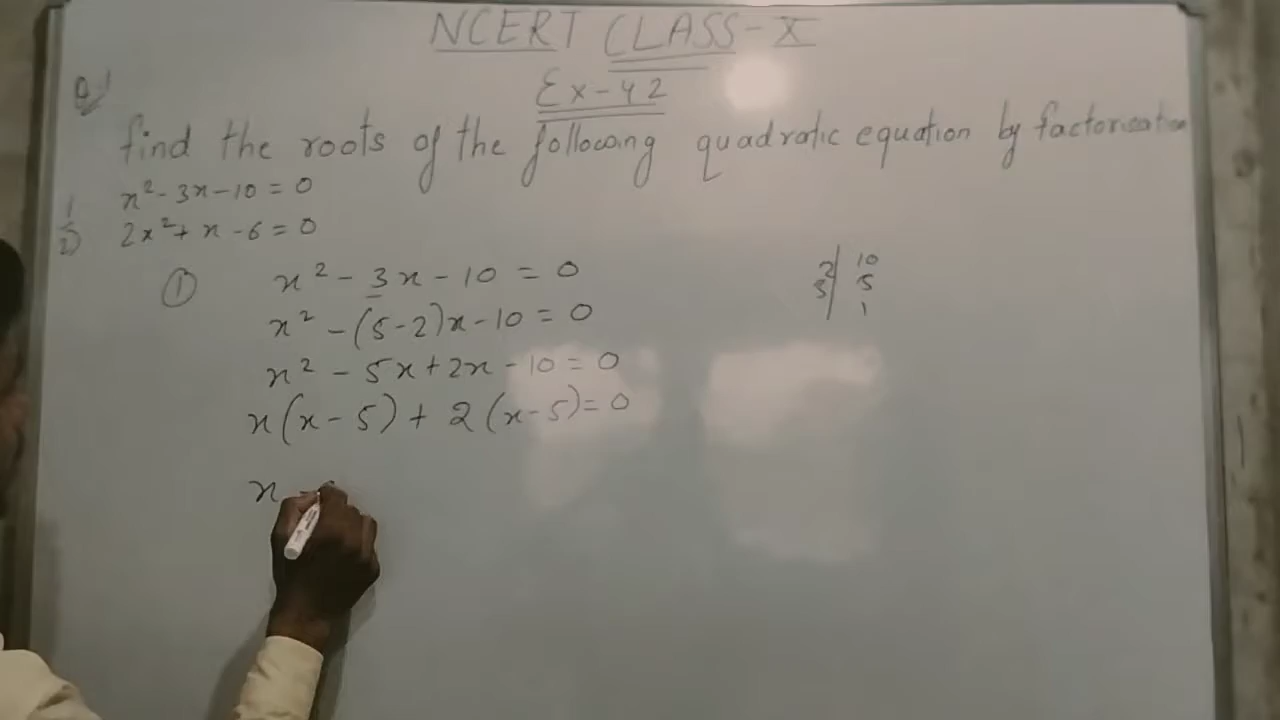 NCERT CLASS-X
Ex-42
Q1
find the roots of the following quadratic equation by factorisation
1 x² - 3x - 10 = 0
2) 2x² + x - 6 = 0
① x² - 3x - 10 = 0
x² - (5-2)x - 10 = 0
x² - 5x + 2x - 10 = 0
x(x - 5) + 2(x - 5) = 0
x -
2 | 10
5 | 5
| 1